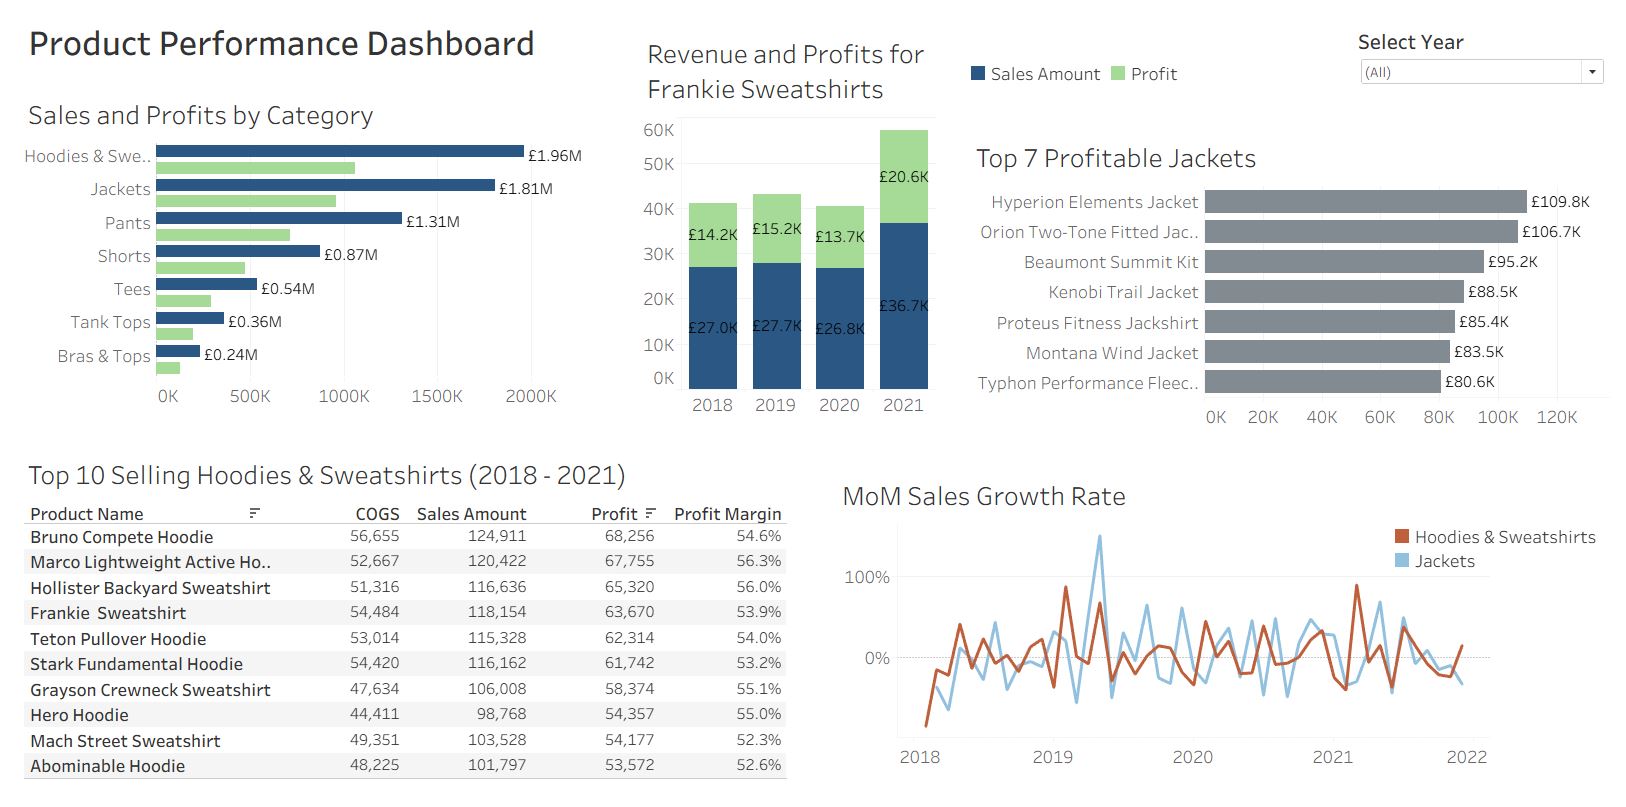 Product Performance Dashboard
Sales and Profits by Category
Hoodies & Swe..
£1.96M
Jackets
£1.81M
Pants
£1.31M
Shorts
£0.87M
Tees
£0.54M
Tank Tops
£0.36M
Bras & Tops
£0.24M
0K 500K 1000K 1500K 2000K
Revenue and Profits for
Frankie Sweatshirts
60K
50K
40K
30K
20K
10K
0K
£14.2K £15.2K £13.7K £20.6K
£27.0K £27.7K £26.8K £36.7K
2018 2019 2020 2021
Sales Amount Profit
Select Year
(All)
Top 7 Profitable Jackets
Hyperion Elements Jacket £109.8K
Orion Two-Tone Fitted Jac.. £106.7K
Beaumont Summit Kit £95.2K
Kenobi Trail Jacket £88.5K
Proteus Fitness Jackshirt £85.4K
Montana Wind Jacket £83.5K
Typhon Performance Fleec.. £80.6K
0K 20K 40K 60K 80K 100K 120K
Top 10 Selling Hoodies & Sweatshirts (2018 - 2021)
Product Name COGS Sales Amount Profit Profit Margin
Bruno Compete Hoodie 56,655 124,911 68,256 54.6%
Marco Lightweight Active Ho.. 52,667 120,422 67,755 56.3%
Hollister Backyard Sweatshirt 51,316 116,636 65,320 56.0%
Frankie  Sweatshirt 54,484 118,154 63,670 53.9%
Teton Pullover Hoodie 53,014 115,328 62,314 54.0%
Stark Fundamental Hoodie 54,420 116,162 61,742 53.2%
Grayson Crewneck Sweatshirt 47,634 106,008 58,374 55.1%
Hero Hoodie 44,411 98,768 54,357 55.0%
Mach Street Sweatshirt 49,351 103,528 54,177 52.3%
Abominable Hoodie 48,225 101,797 53,572 52.6%
MoM Sales Growth Rate
Hoodies & Sweatshirts
Jackets
100%
0%
2018 2019 2020 2021 2022